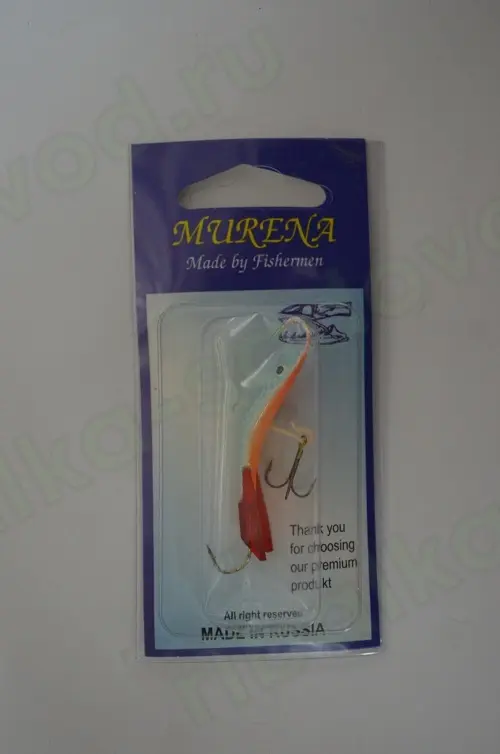 MURENA
Made by Fishermen
Thank you
for choosing
our premium
produkt
All right reserved
MADE IN RUSSIA